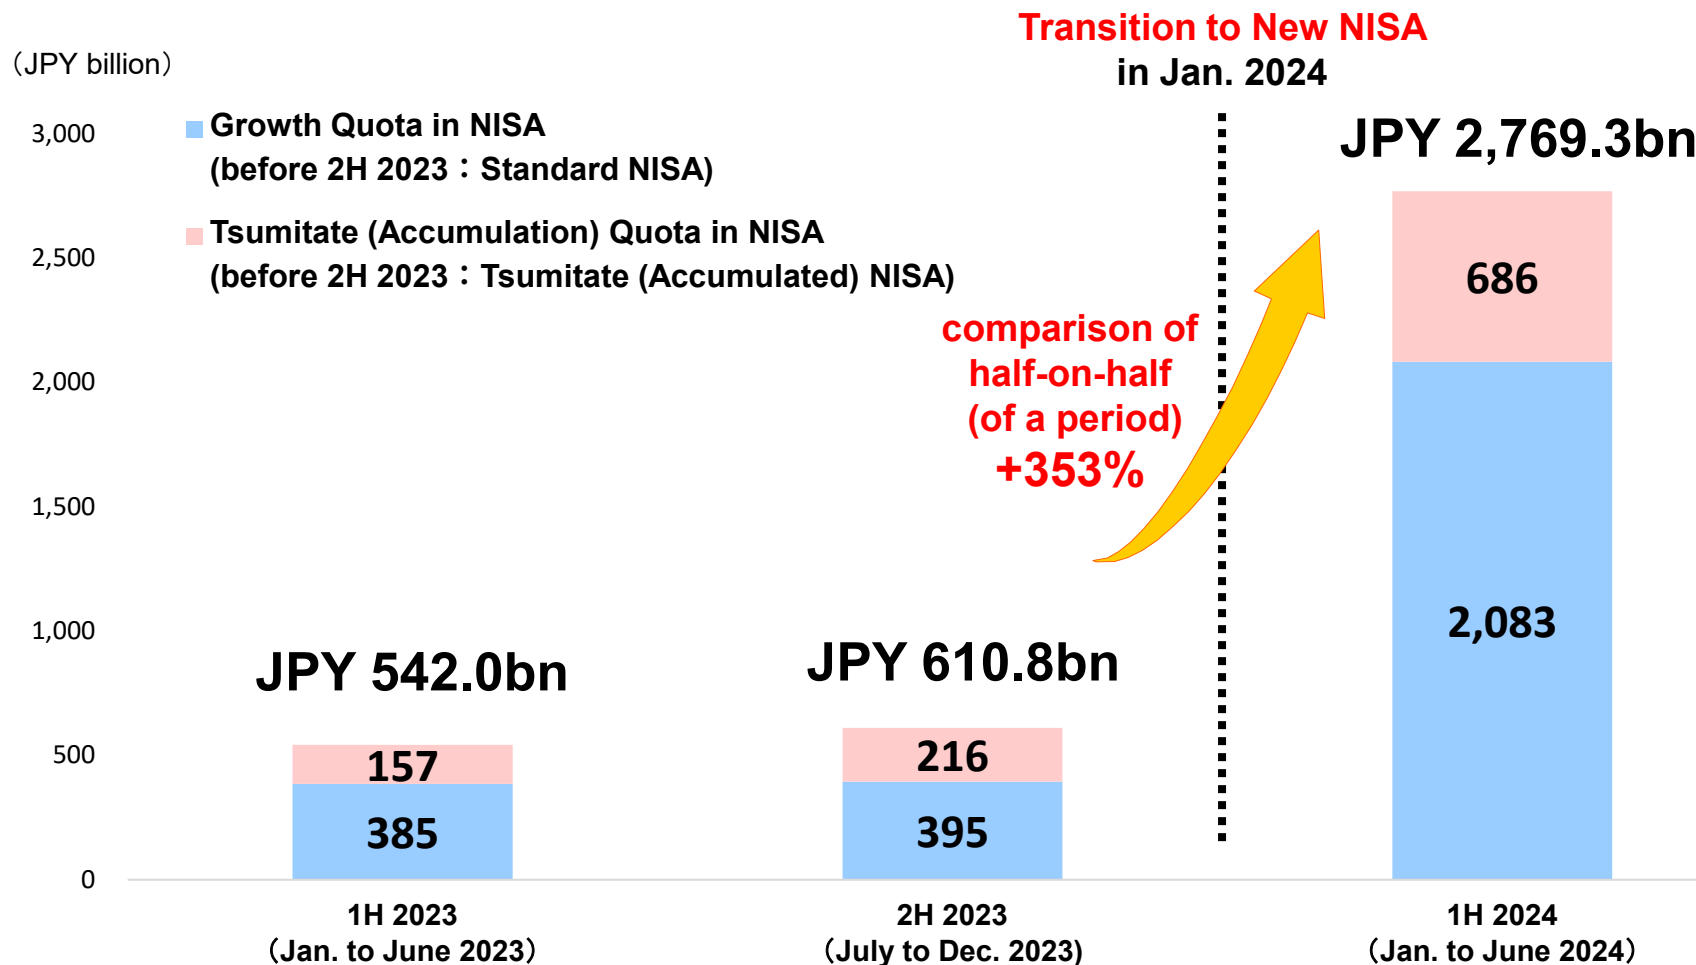 Transition to New NISA
in Jan. 2024
（JPY billion）
3,000
2,500
2,000
1,500
1,000
500
0
Growth Quota in NISA
(before 2H 2023：Standard NISA)
Tsumitate (Accumulation) Quota in NISA
(before 2H 2023：Tsumitate (Accumulated) NISA)
comparison of
half-on-half
(of a period)
+353%
JPY 542.0bn
157
385
JPY 610.8bn
216
395
JPY 2,769.3bn
686
2,083
1H 2023
（Jan. to June 2023）
2H 2023
（July to Dec. 2023)
1H 2024
（Jan. to June 2024）